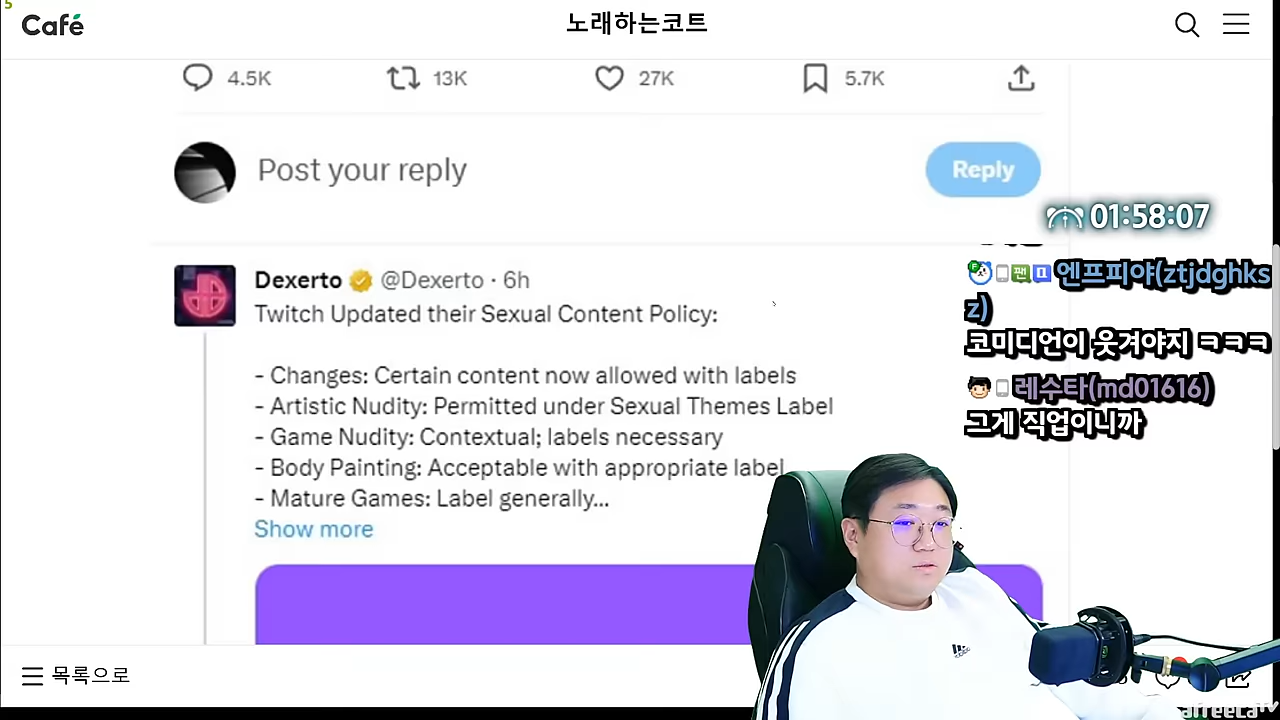 5
Café
노래하는코트
4.5K
13K
27K
5.7K
Post your reply
Reply
01:58:07
Dexerto @Dexerto · 6h
Twitch Updated their Sexual Content Policy:
- Changes: Certain content now allowed with labels
- Artistic Nudity: Permitted under Sexual Themes Label
- Game Nudity: Contextual; labels necessary
- Body Painting: Acceptable with appropriate label
- Mature Games: Label generally...
Show more
팬 엔프피야(ztjdghks
z)
코미디언이 웃겨야지 ㅋㅋㅋ
레수타(md01616)
그게 직업이니까
목록으로
afreecaTV